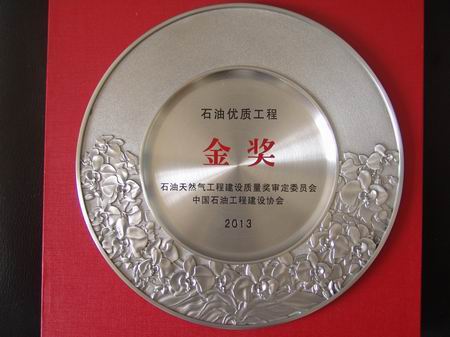 石油优质工程
金奖
石油天然气工程建设质量奖审定委员会
中国石油工程建设协会
2013